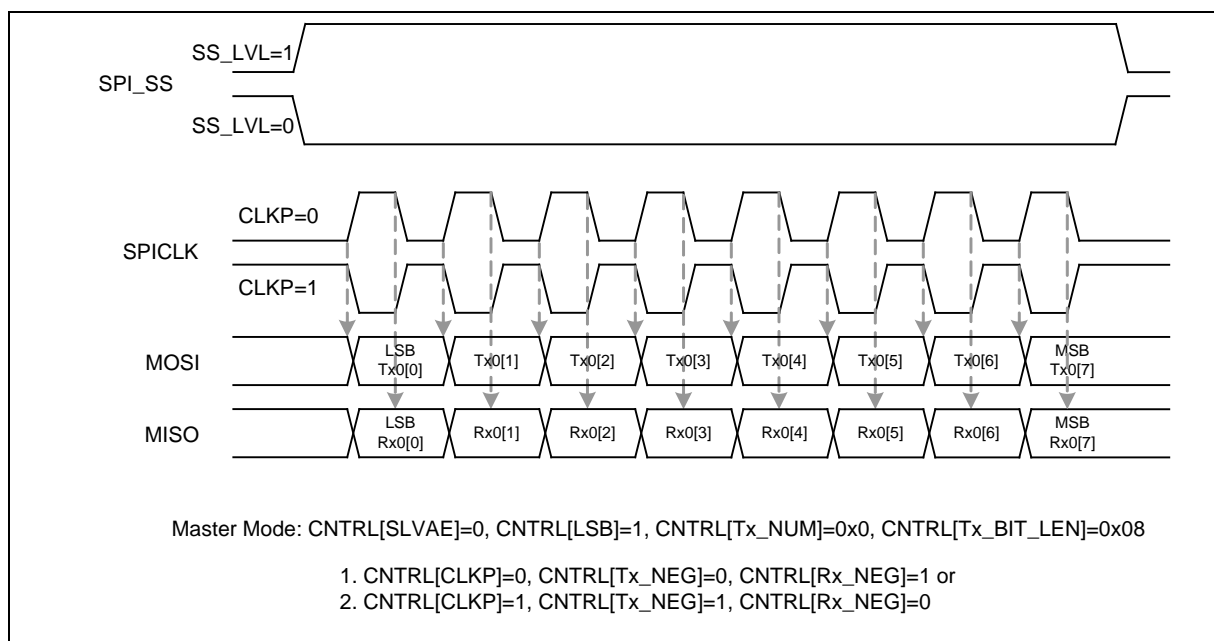 SS_LVL=1
SPI_SS
SS_LVL=0
CLKP=0
SPICLK
CLKP=1
MOSI
LSB
Tx0[0]
Tx0[1]
Tx0[2]
Tx0[3]
Tx0[4]
Tx0[5]
Tx0[6]
MSB
Tx0[7]
MISO
LSB
Rx0[0]
Rx0[1]
Rx0[2]
Rx0[3]
Rx0[4]
Rx0[5]
Rx0[6]
MSB
Rx0[7]
Master Mode: CNTRL[SLVAE]=0, CNTRL[LSB]=1, CNTRL[Tx_NUM]=0x0, CNTRL[Tx_BIT_LEN]=0x08
1. CNTRL[CLKP]=0, CNTRL[Tx_NEG]=0, CNTRL[Rx_NEG]=1 or
2. CNTRL[CLKP]=1, CNTRL[Tx_NEG]=1, CNTRL[Rx_NEG]=0